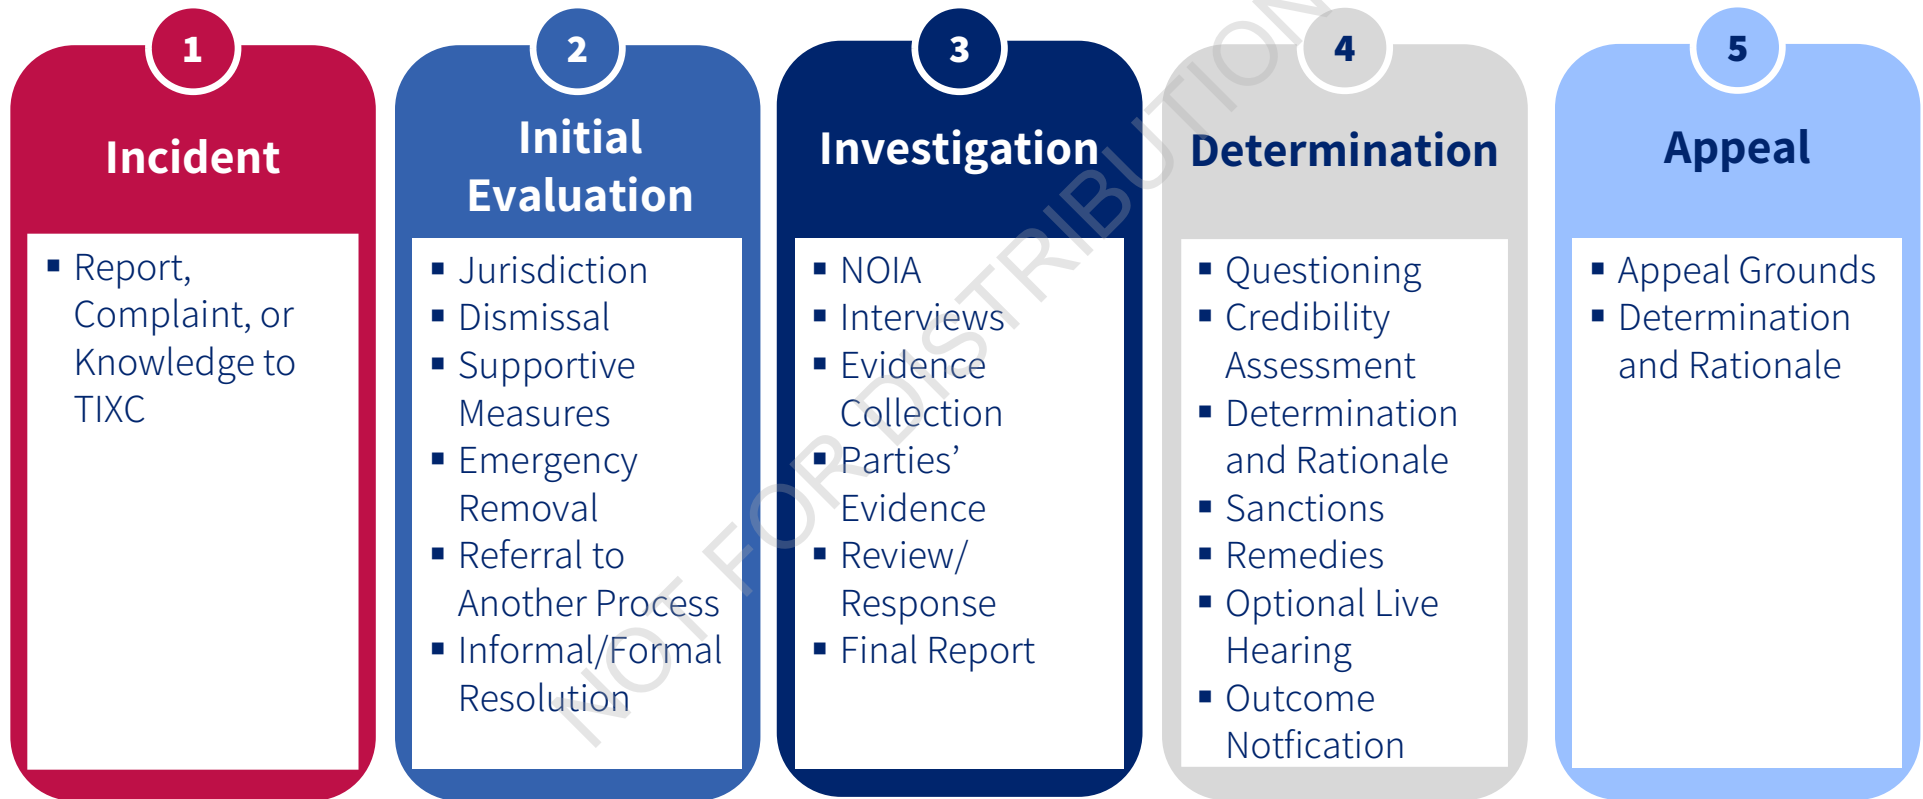 1
Incident
▪ Report,
Complaint, or
Knowledge to
TIXC
2
Initial
Evaluation
▪ Jurisdiction
▪ Dismissal
▪ Supportive
Measures
▪ Emergency
Removal
▪ Referral to
Another Process
▪ Informal/Formal
Resolution
3
Investigation
▪ NOIA
▪ Interviews
▪ Evidence
Collection
▪ Parties’
Evidence
▪ Review/
Response
▪ Final Report
4
Determination
▪ Questioning
▪ Credibility
Assessment
▪ Determination
and Rationale
▪ Sanctions
▪ Remedies
▪ Optional Live
Hearing
▪ Outcome
Notfication
5
Appeal
▪ Appeal Grounds
▪ Determination
and Rationale
NOT FOR DISTRIBUTION